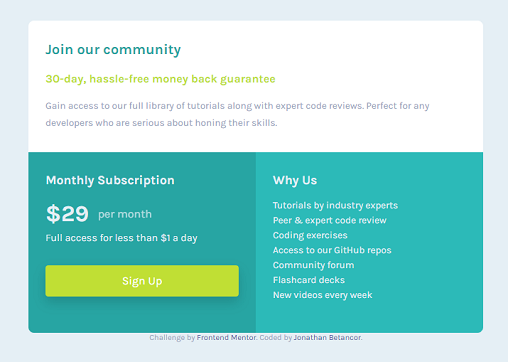 Join our community
30-day, hassle-free money back guarantee
Gain access to our full library of tutorials along with expert code reviews. Perfect for any
developers who are serious about honing their skills.
Monthly Subscription
$29 per month
Full access for less than $1 a day
Sign Up
Why Us
Tutorials by industry experts
Peer & expert code review
Coding exercises
Access to our GitHub repos
Community forum
Flashcard decks
New videos every week
Challenge by Frontend Mentor. Coded by Jonathan Betancor.